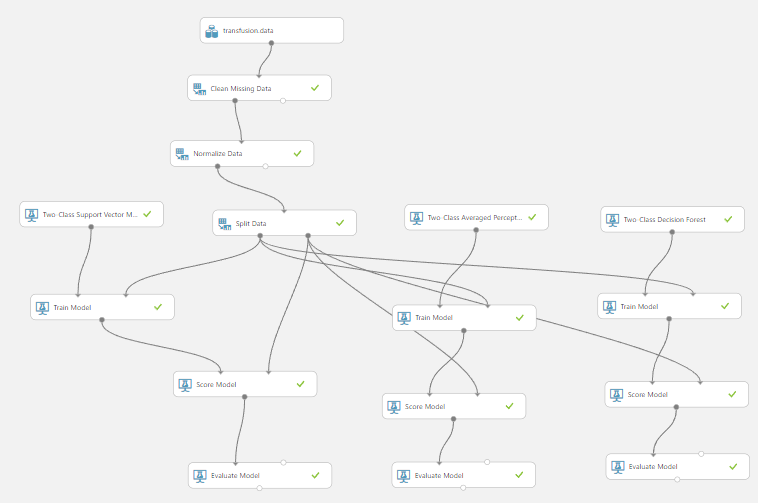 transfusion.data
Clean Missing Data
Normalize Data
Two-Class Support Vector M...
Split Data
Two-Class Averaged Percept...
Two-Class Decision Forest
Train Model
Train Model
Train Model
Score Model
Score Model
Score Model
Evaluate Model
Evaluate Model
Evaluate Model